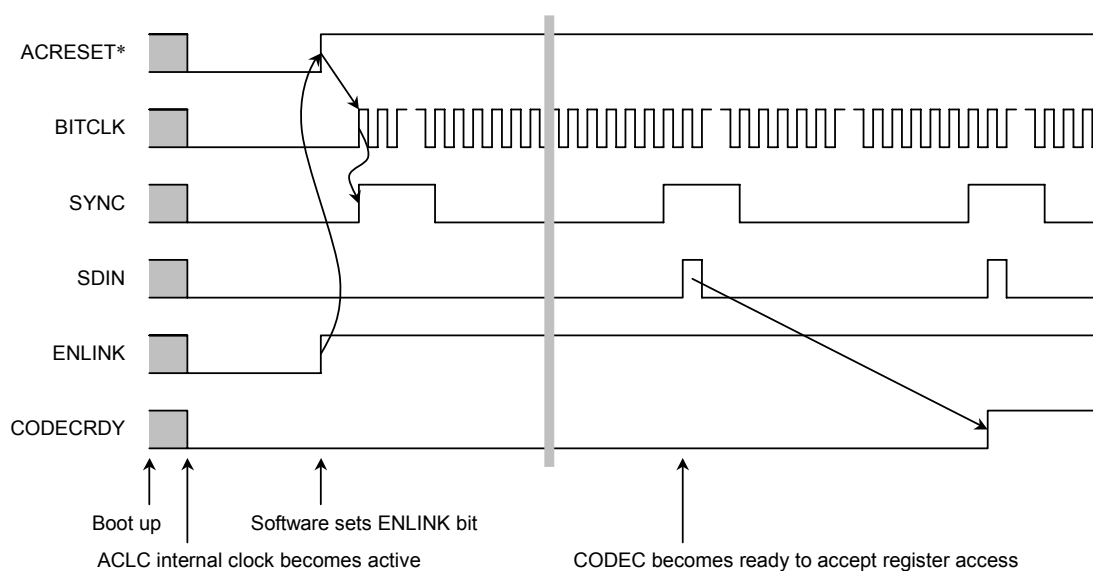 ACRESET*
BITCLK
SYNC
SDIN
ENLINK
CODECRDY
Boot up
Software sets ENLINK bit
ACLC internal clock becomes active
CODEC becomes ready to accept register access